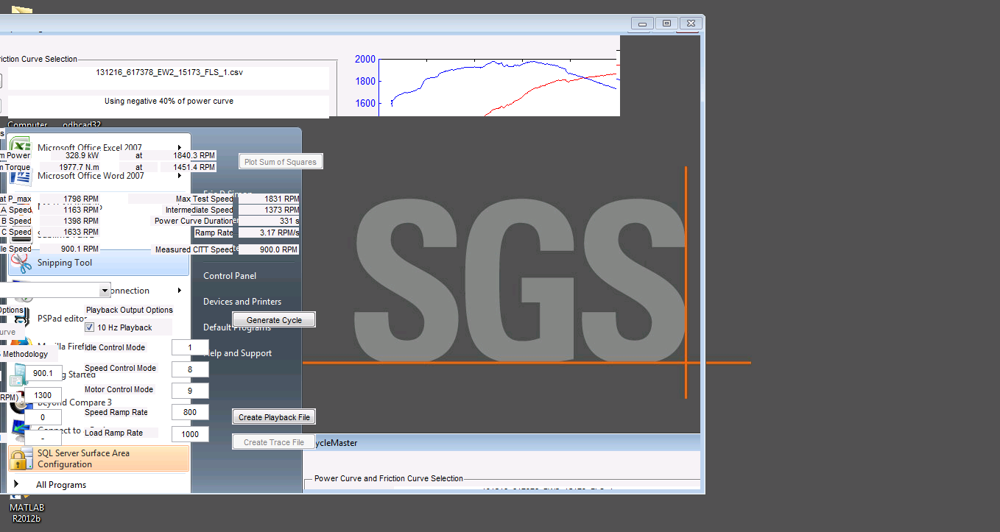 riction Curve Selection
131216_617378_EW2_15173_FLS_1.csv
Using negative 40% of power curve
2000
1800
1600
Computer odhcad32
Microsoft Office Excel 2007
m Power 328.9 kW at 1840.3 RPM
Plot Sum of Squares
m Torque 1977.7 N.m at 1451.4 RPM
Microsoft Office Word 2007
at P_max 1798 RPM Max Test Speed 1831 RPM
A Speed 1163 RPM Intermediate Speed 1373 RPM
B Speed 1398 RPM Power Curve Duration 331 s
C Speed 1633 RPM Ramp Rate 3.17 RPM/s
lle Speed 900.1 RPM Measured CITT Speed 900.0 RPM
Snipping Tool
Control Panel
onnection
Devices and Printers
Options Playback Output Options
PSPad editor
Generate Cycle
10 Hz Playback
Default Programs
urve
Idle Control Mode 1
Help and Support
Methodology
900.1 Speed Control Mode 8
g Started
RPM) 1300 Motor Control Mode 9
Beyond Compare 3
0 Speed Ramp Rate 800
Create Playback File
Connect to
- Load Ramp Rate 1000
Create Trace File
SQL Server Surface Area
Configuration
All Programs
ycleMaster
Power Curve and Friction Curve Selection
MATLAB
R2012b
SGS